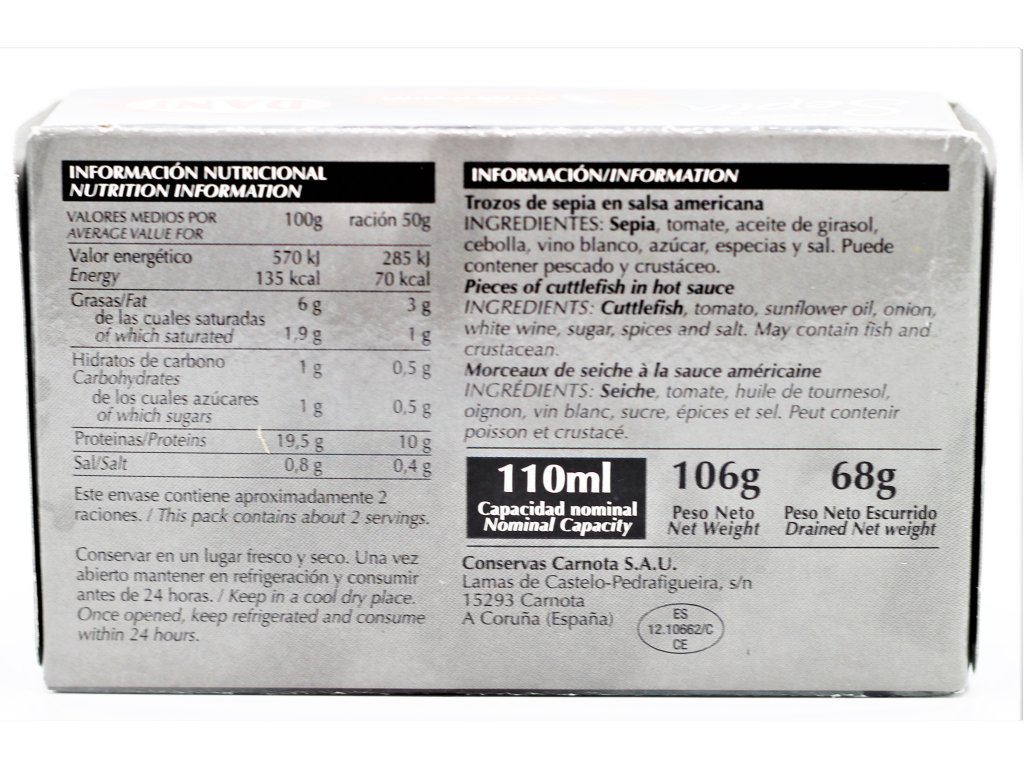 DANI
Sepia
INFORMACIÓN NUTRICIONAL
NUTRITION INFORMATION
VALORES MEDIOS POR 100g ración 50g
AVERAGE VALUE FOR
Valor energético 570 kJ 285 kJ
Energy 135 kcal 70 kcal
Grasas/Fat 6 g 3 g
de las cuales saturadas
of which saturated 1,9 g 1 g
Hidratos de carbono 1 g 0,5 g
Carbohydrates
de los cuales azúcares 1 g 0,5 g
of which sugars
Proteinas/Proteins 19,5 g 10 g
Sal/Salt 0,8 g 0,4 g
Este envase contiene aproximadamente 2
raciones. / This pack contains about 2 servings.
Conservar en un lugar fresco y seco. Una vez
abierto mantener en refrigeración y consumir
antes de 24 horas. / Keep in a cool dry place.
Once opened, keep refrigerated and consume
within 24 hours.
INFORMACIÓN/INFORMATION
Trozos de sepia en salsa americana
INGREDIENTES: Sepia, tomate, aceite de girasol,
cebolla, vino blanco, azúcar, especias y sal. Puede
contener pescado y crustáceo.
Pieces of cuttlefish in hot sauce
INGREDIENTS: Cuttlefish, tomato, sunflower oil, onion,
white wine, sugar, spices and salt. May contain fish and
crustacean.
Morceaux de seiche à la sauce américaine
INGRÉDIENTS: Seiche, tomate, huile de tournesol,
oignon, vin blanc, sucre, épices et sel. Peut contenir
poisson et crustacé.
110ml 106g 68g
Capacidad nominal Peso Neto Peso Neto Escurrido
Nominal Capacity Net Weight Drained Net weight
Conservas Carnota S.A.U.
Lamas de Castelo-Pedrafigueira, s/n
15293 Carnota
A Coruña (España)
ES
12.10662/C
CE